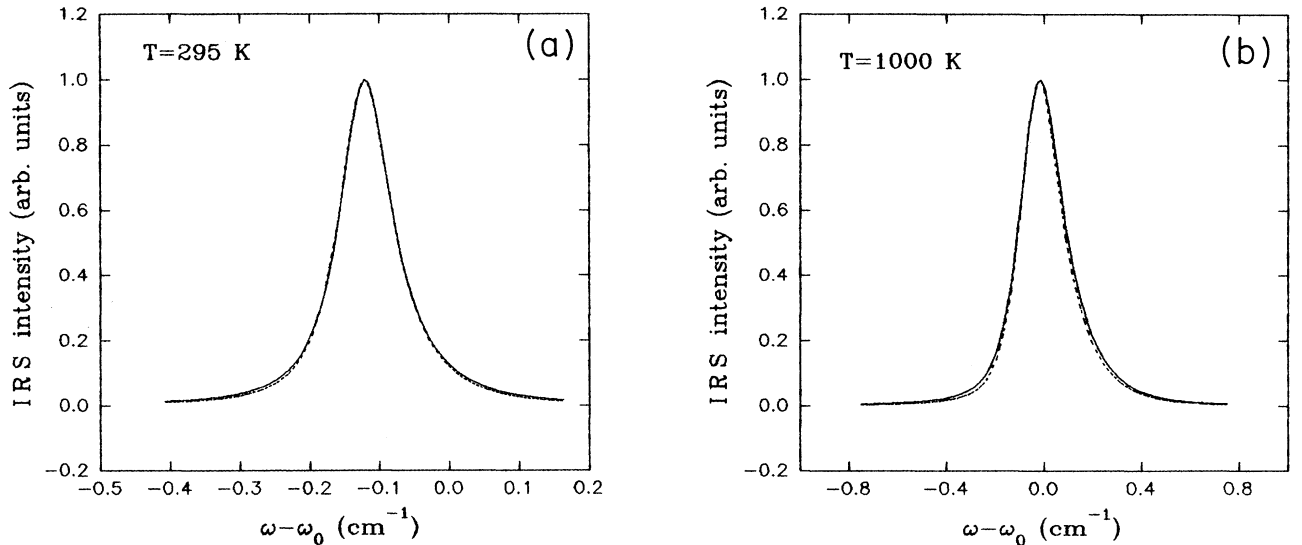 (a)
T=295 K
IRS intensity (arb. units)
1.2
1.0
0.8
0.6
0.4
0.2
0.0
−0.2
−0.5 −0.4 −0.3 −0.2 −0.1 0.0 0.1 0.2
ω−ω₀ (cm⁻¹)
(b)
T=1000 K
IRS intensity (arb. units)
1.2
1.0
0.8
0.6
0.4
0.2
0.0
−0.2
−0.8 −0.4 0.0 0.4 0.8
ω−ω₀ (cm⁻¹)